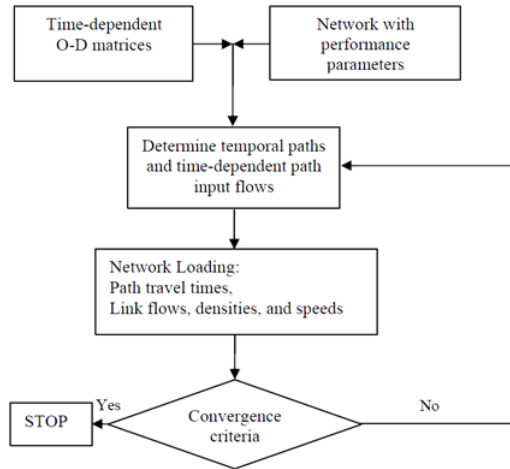 Time-dependent
O-D matrices
Network with
performance
parameters
Determine temporal paths
and time-dependent path
input flows
Network Loading:
Path travel times,
Link flows, densities, and speeds
Convergence
criteria
Yes
STOP
No